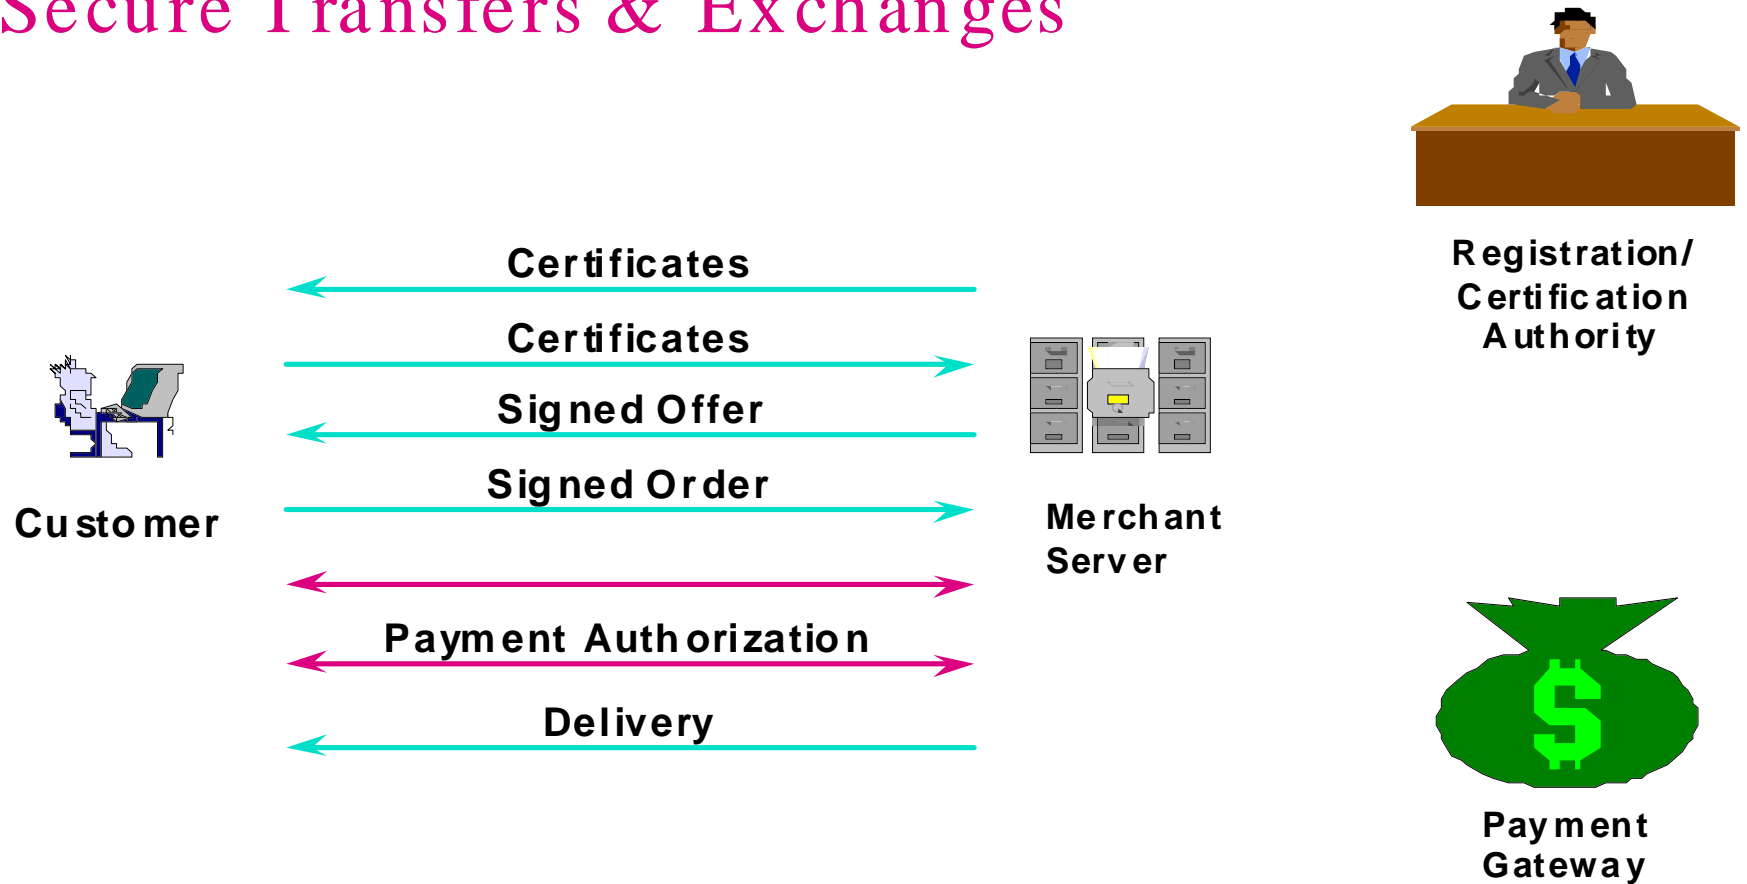 Secure Transfers & Exchanges
Certificates
Certificates
Signed Offer
Signed Order
Payment Authorization
Delivery
Customer
Merchant
Server
Registration/
Certification
Authority
$
Payment
Gateway